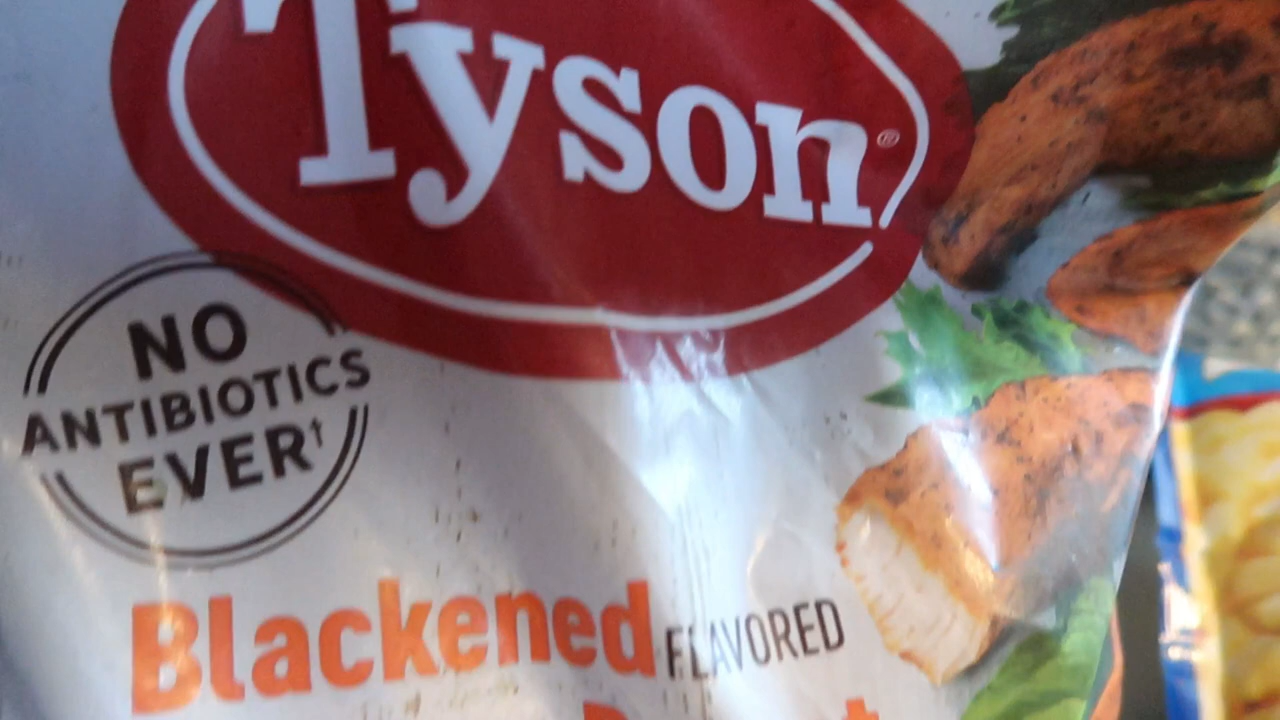 Tyson®
NO
ANTIBIOTICS
EVER†
Blackened FLAVORED